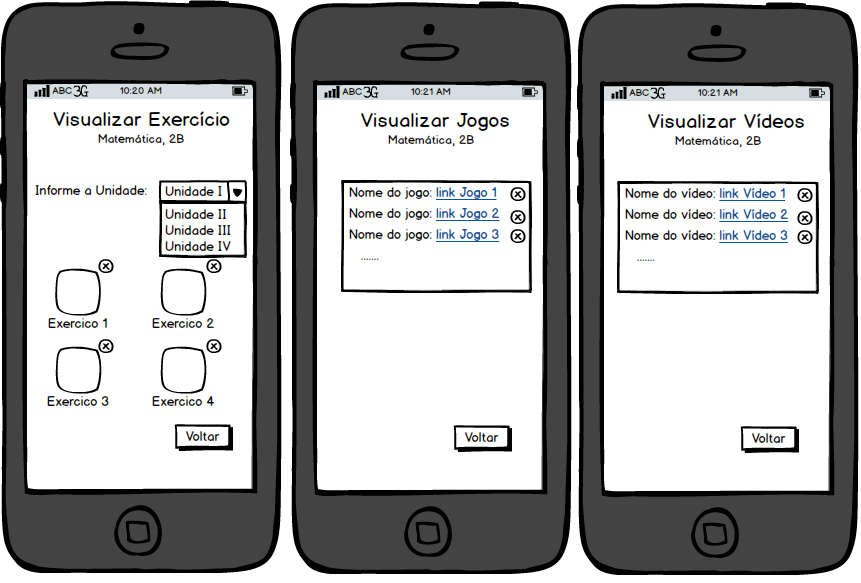 ABC 3G 10:20 AM
Visualizar Exercício
Matemática, 2B
Informe a Unidade: Unidade I
Unidade II
Unidade III
Unidade IV
Exercico 1 Exercico 2
Exercico 3 Exercico 4
Voltar
ABC 3G 10:21 AM
Visualizar Jogos
Matemática, 2B
Nome do jogo: link Jogo 1
Nome do jogo: link Jogo 2
Nome do jogo: link Jogo 3
.......
Voltar
ABC 3G 10:21 AM
Visualizar Vídeos
Matemática, 2B
Nome do vídeo: link Vídeo 1
Nome do vídeo: link Vídeo 2
Nome do vídeo: link Vídeo 3
.......
Voltar